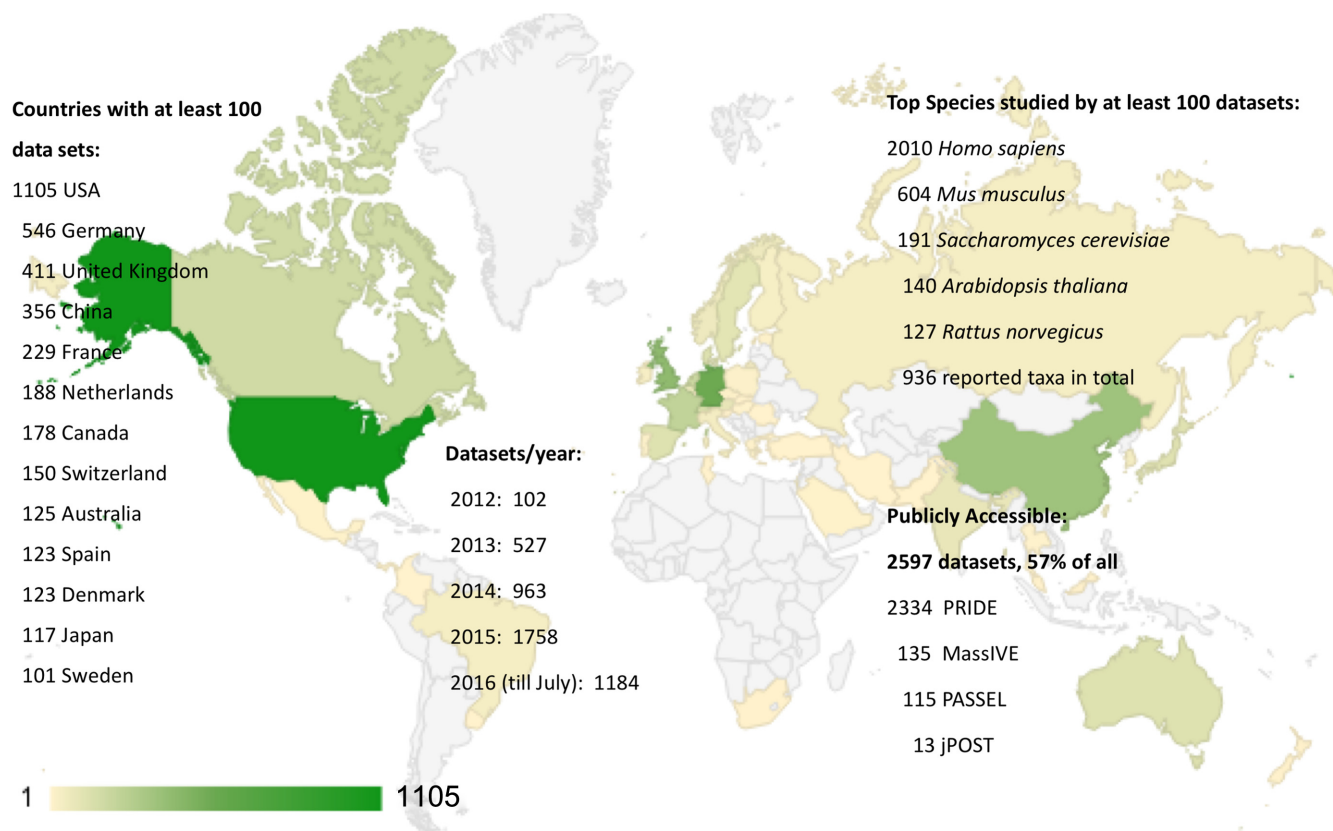 Countries with at least 100
data sets:
1105 USA
546 Germany
411 United Kingdom
356 China
229 France
188 Netherlands
178 Canada
150 Switzerland
125 Australia
123 Spain
123 Denmark
117 Japan
101 Sweden
Datasets/year:
2012: 102
2013: 527
2014: 963
2015: 1758
2016 (till July): 1184
Top Species studied by at least 100 datasets:
2010 Homo sapiens
604 Mus musculus
191 Saccharomyces cerevisiae
140 Arabidopsis thaliana
127 Rattus norvegicus
936 reported taxa in total
Publicly Accessible:
2597 datasets, 57% of all
2334 PRIDE
135 MassIVE
115 PASSEL
13 jPOST
1 1105